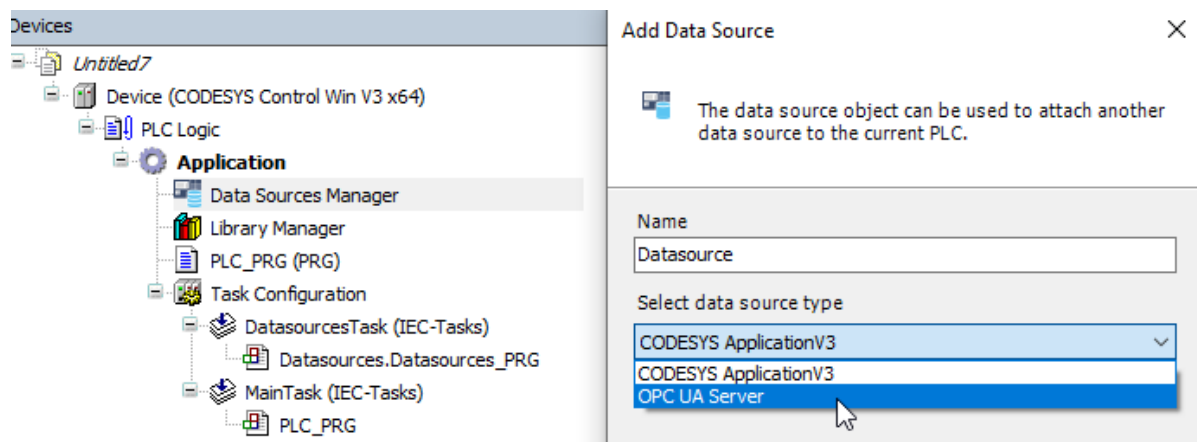 Devices
Untitled7
Device (CODESYS Control Win V3 x64)
PLC Logic
Application
Data Sources Manager
Library Manager
PLC_PRG (PRG)
Task Configuration
DatasourcesTask (IEC-Tasks)
Datasources.Datasources_PRG
MainTask (IEC-Tasks)
PLC_PRG
Add Data Source
The data source object can be used to attach another
data source to the current PLC.
Name
Datasource
Select data source type
CODESYS ApplicationV3
CODESYS ApplicationV3
OPC UA Server